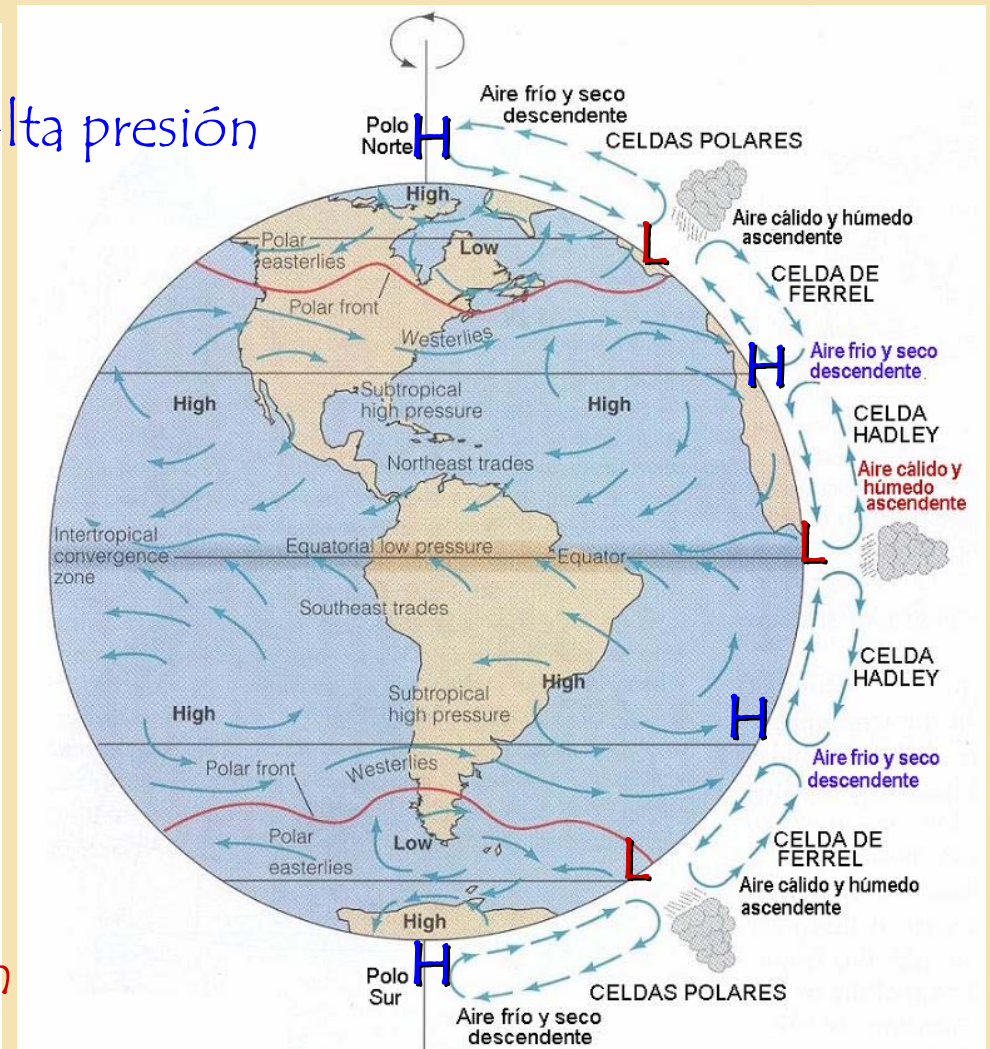 lta presión
Polo
Norte
H
Aire frío y seco
descendente
CELDAS POLARES
High
Low
Polar
easterlies
Polar front
Westerlies
L
Aire cálido y húmedo
ascendente
CELDA DE
FERREL
H
Aire frio y seco
descendente
High
Subtropical
high pressure
High
CELDA
HADLEY
Northeast trades
Aire cálido y
húmedo
ascendente
Intertropical
convergence
zone
Equatorial low pressure
Equator
L
Southeast trades
CELDA
HADLEY
High
Subtropical
high pressure
High
H
Aire frio y seco
descendente
Polar front
Westerlies
Polar
easterlies
Low
L
CELDA DE
FERREL
Aire cálido y húmedo
ascendente
High
n
Polo
Sur
H
CELDAS POLARES
Aire frío y seco
descendente